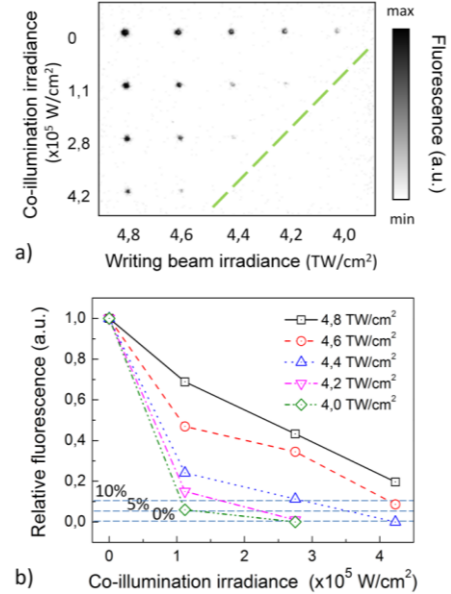 max
Fluorescence (a.u.)
min
Co-illumination irradiance
(x10⁵ W/cm²)
0
1,1
2,8
4,2
4,8 4,6 4,4 4,2 4,0
a)
Writing beam irradiance (TW/cm²)
Relative fluorescence (a.u.)
1,0
0,8
0,6
0,4
0,2
0,0
4,8 TW/cm²
4,6 TW/cm²
4,4 TW/cm²
4,2 TW/cm²
4,0 TW/cm²
10%
5%
0%
0 1 2 3 4
b)
Co-illumination irradiance (x10⁵ W/cm²)